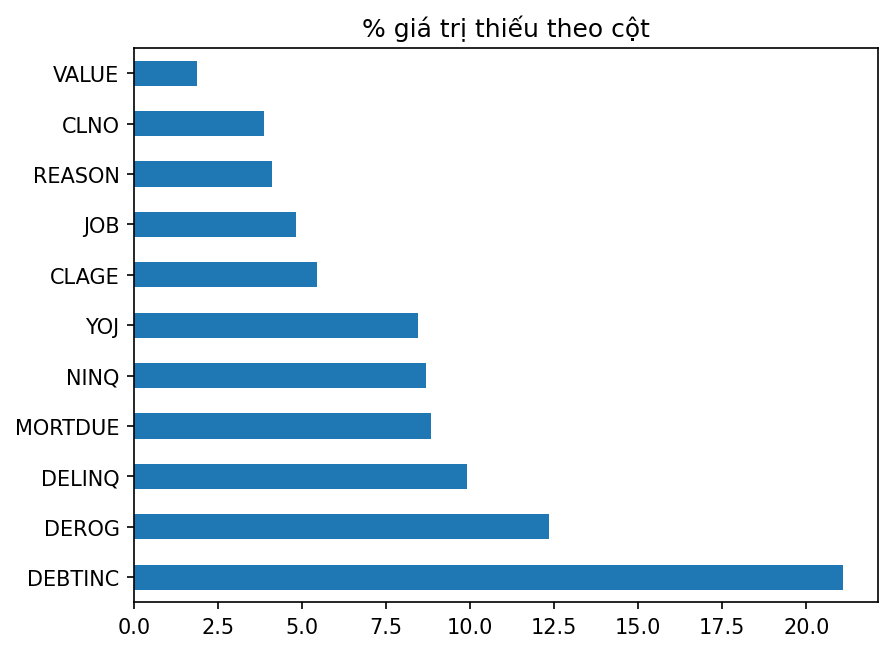 % giá trị thiếu theo cột
VALUE
CLNO
REASON
JOB
CLAGE
YOJ
NINQ
MORTDUE
DELINQ
DEROG
DEBTINC
0.0 2.5 5.0 7.5 10.0 12.5 15.0 17.5 20.0